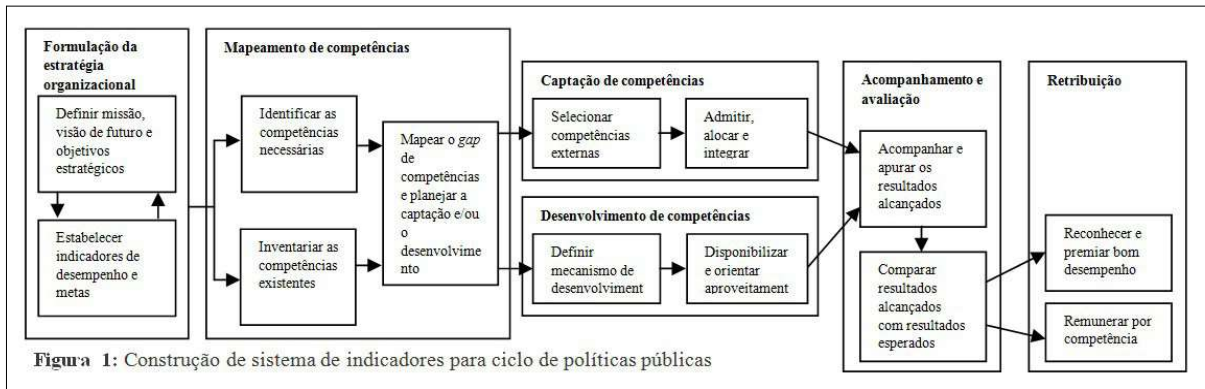 Formulação da
estratégia
organizacional
Definir missão,
visão de futuro e
objetivos
estratégicos
Estabelecer
indicadores de
desempenho e
metas
Mapeamento de competências
Identificar as
competências
necessárias
Inventariar as
competências
existentes
Mapear o gap
de
competências
e planejar a
captação e/ou
o
desenvolvime
nto
Captação de competências
Selecionar
competências
externas
Admitir,
alocar e
integrar
Desenvolvimento de competências
Definir
mecanismo de
desenvolviment
Disponibilizar
e orientar
aproveitament
Acompanhamento e
avaliação
Acompanhar e
apurar os
resultados
alcançados
Comparar
resultados
alcançados
com resultados
esperados
Retribuição
Reconhecer e
premiar bom
desempenho
Remunerar por
competência
Figura 1: Construção de sistema de indicadores para ciclo de políticas públicas